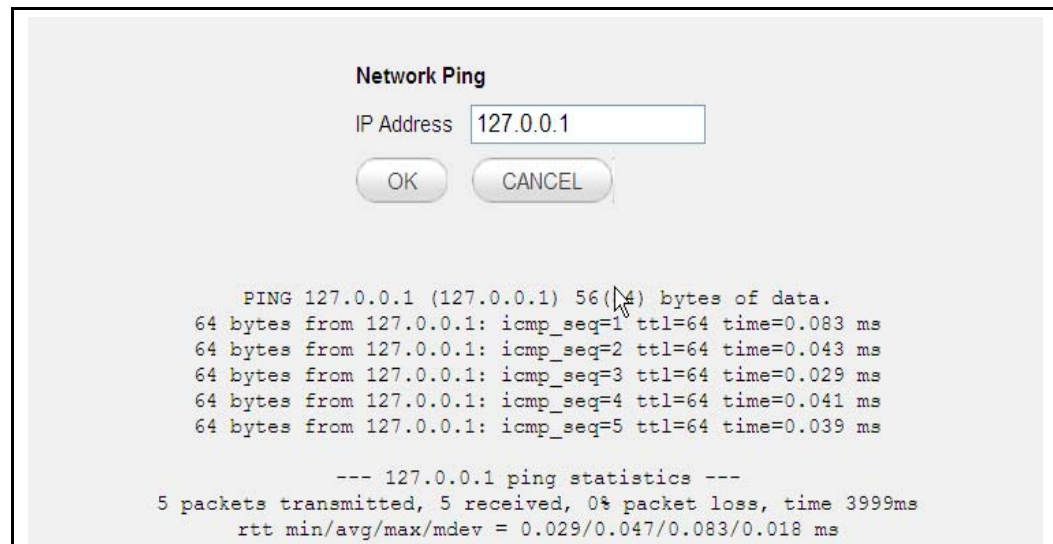 Network Ping
IP Address 127.0.0.1
OK CANCEL
PING 127.0.0.1 (127.0.0.1) 56( 4) bytes of data.
64 bytes from 127.0.0.1: icmp_seq=1 ttl=64 time=0.083 ms
64 bytes from 127.0.0.1: icmp_seq=2 ttl=64 time=0.043 ms
64 bytes from 127.0.0.1: icmp_seq=3 ttl=64 time=0.029 ms
64 bytes from 127.0.0.1: icmp_seq=4 ttl=64 time=0.041 ms
64 bytes from 127.0.0.1: icmp_seq=5 ttl=64 time=0.039 ms
--- 127.0.0.1 ping statistics ---
5 packets transmitted, 5 received, 0% packet loss, time 3999ms
rtt min/avg/max/mdev = 0.029/0.047/0.083/0.018 ms